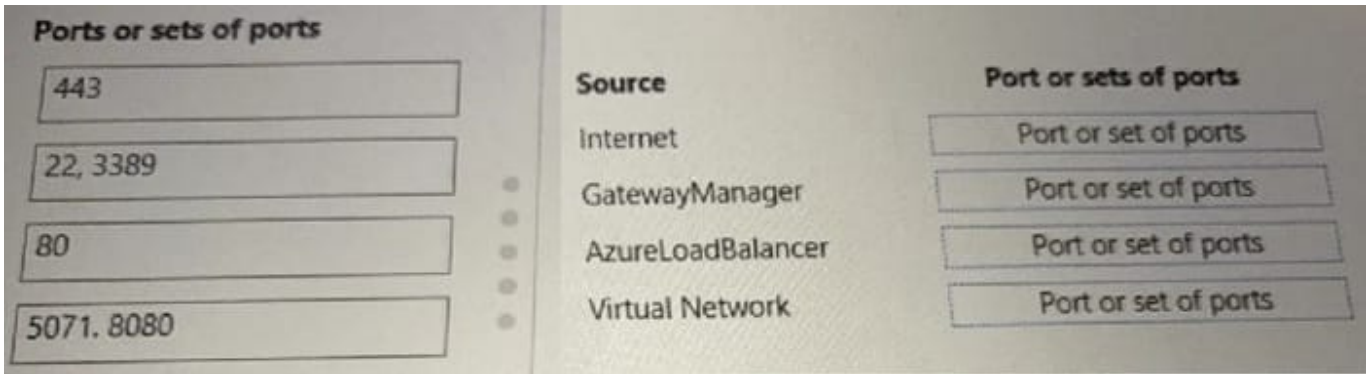 Ports or sets of ports
443
22, 3389
80
5071. 8080
Source
Port or sets of ports
Internet
Port or set of ports
GatewayManager
Port or set of ports
AzureLoadBalancer
Port or set of ports
Virtual Network
Port or set of ports